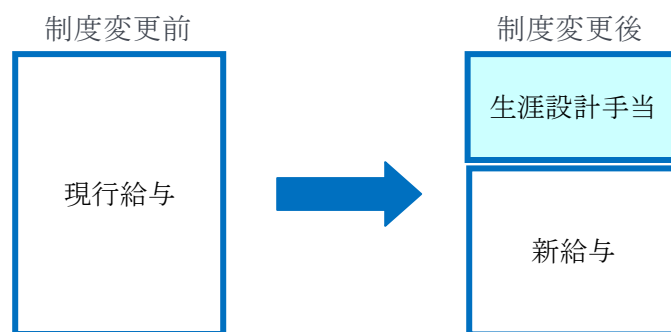 制度変更前
制度変更後
現行給与
生涯設計手当
新給与